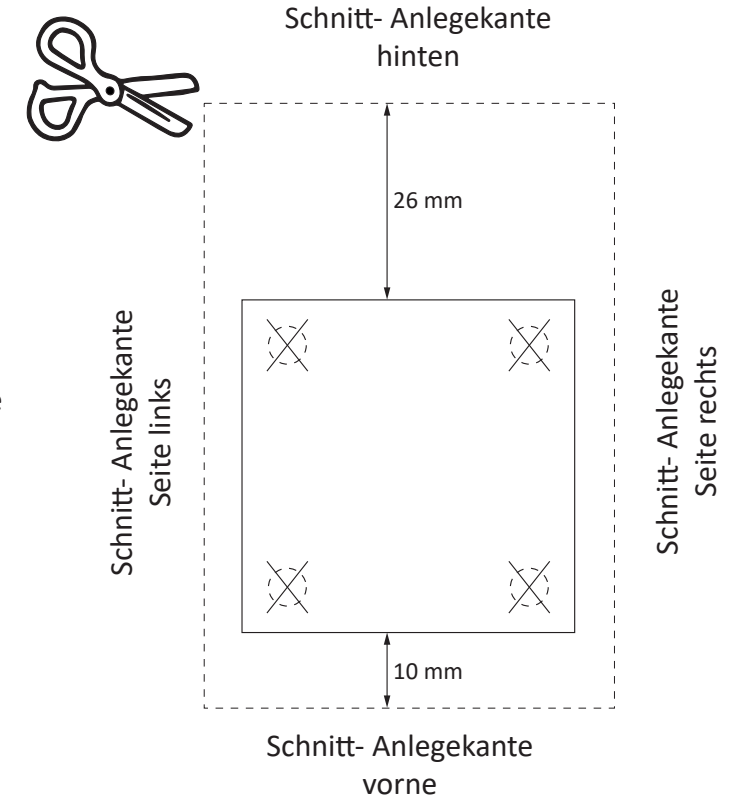 Schnitt- Anlegekante
hinten
26 mm
Schnitt- Anlegekante
Seite links
Schnitt- Anlegekante
Seite rechts
10 mm
Schnitt- Anlegekante
vorne